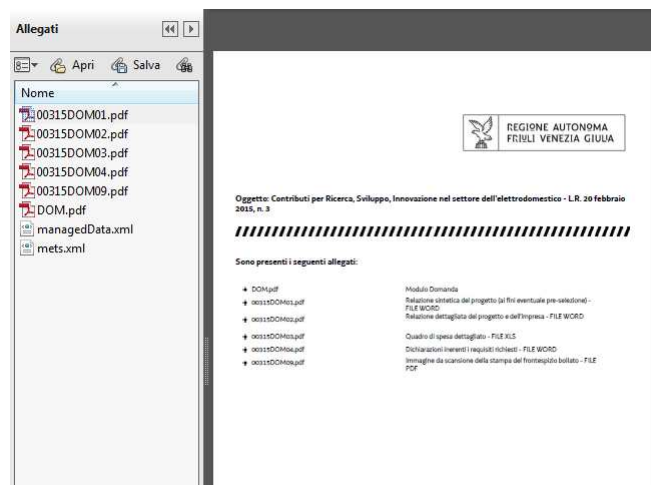 Allegati
Apri Salva
Nome
00315DOM01.pdf
00315DOM02.pdf
00315DOM03.pdf
00315DOM04.pdf
00315DOM09.pdf
DOM.pdf
managedData.xml
mets.xml
REGIONE AUTONOMA
FRIULI VENEZIA GIULIA
Oggetto: Contributi per Ricerca, Sviluppo, Innovazione nel settore dell'elettrodomestico - L.R. 20 febbraio
2015, n. 3
Sono presenti i seguenti allegati:
DOM.pdf Modulo Domanda
00315DOM01.pdf Relazione sintetica del progetto (ai fini eventuale pre-selezione) -
FILE WORD
00315DOM02.pdf Relazione dettagliata del progetto e dell'Impresa - FILE WORD
00315DOM03.pdf Quadro di spesa dettagliato - FILE XLS
00315DOM04.pdf Dichiarazioni inerenti i requisiti richiesti - FILE WORD
00315DOM09.pdf Immagine da scansione della stampa del frontespizio bollato - FILE
PDF